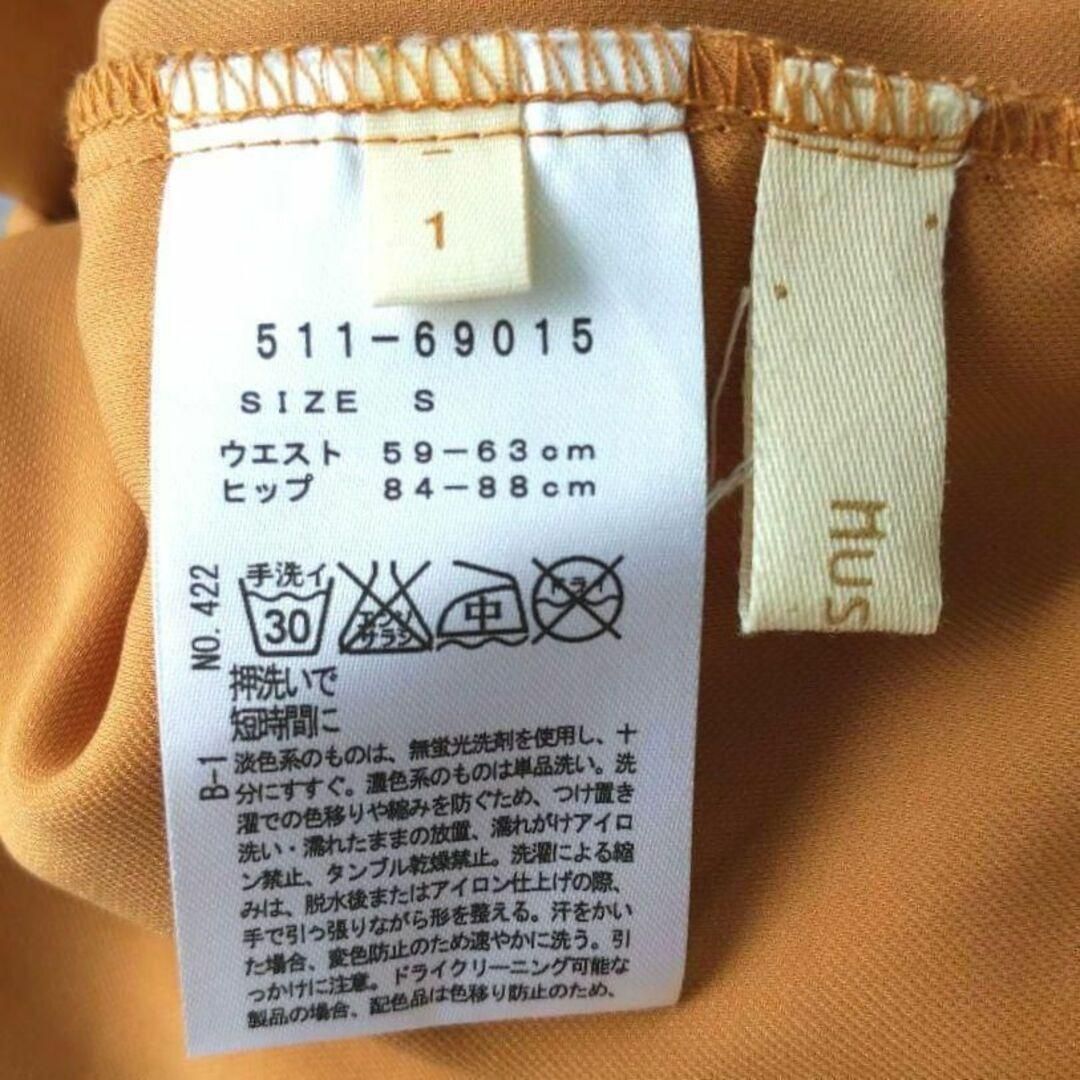 1
511-69015
SIZE S
ウエスト 59-63cm
ヒップ 84-88cm
手洗イ
30
エンソ
サラシ
中
ドライ
NO. 422
押洗いで
短時間に
B-1
淡色系のものは、無蛍光洗剤を使用し、十
分にすすぐ。濃色系のものは単品洗い。洗
濯での色移りや縮みを防ぐため、つけ置き
洗い・濡れたままの放置、濡れがけアイロ
ン禁止、タンブル乾燥禁止。洗濯による縮
みは、脱水後またはアイロン仕上げの際、
手で引っ張りながら形を整える。汗をかい
た場合、変色防止のため速やかに洗う。引
っかけに注意。ドライクリーニング可能な
製品の場合、配色品は色移り防止のため、
MUS